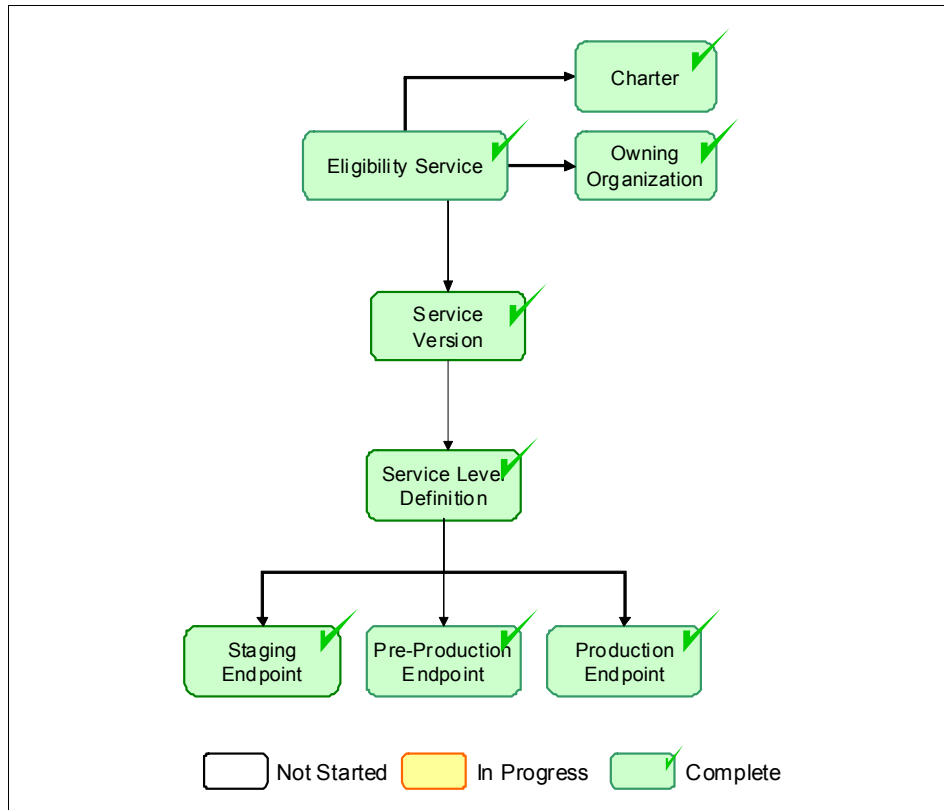 Charter
Eligibility Service
Owning
Organization
Service
Version
Service Level
Definition
Staging
Endpoint
Pre-Production
Endpoint
Production
Endpoint
Not Started
In Progress
Complete